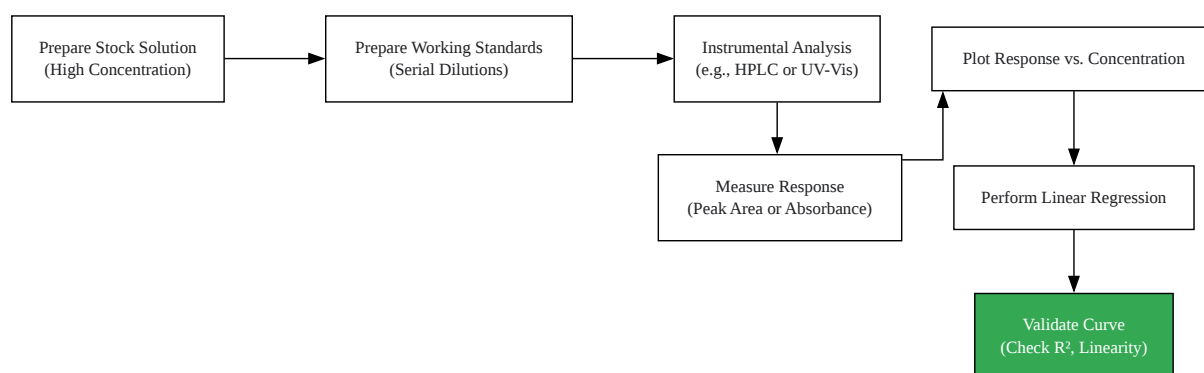 Prepare Stock Solution
(High Concentration)
Prepare Working Standards
(Serial Dilutions)
Instrumental Analysis
(e.g., HPLC or UV-Vis)
Measure Response
(Peak Area or Absorbance)
Plot Response vs. Concentration
Perform Linear Regression
Validate Curve
(Check R², Linearity)